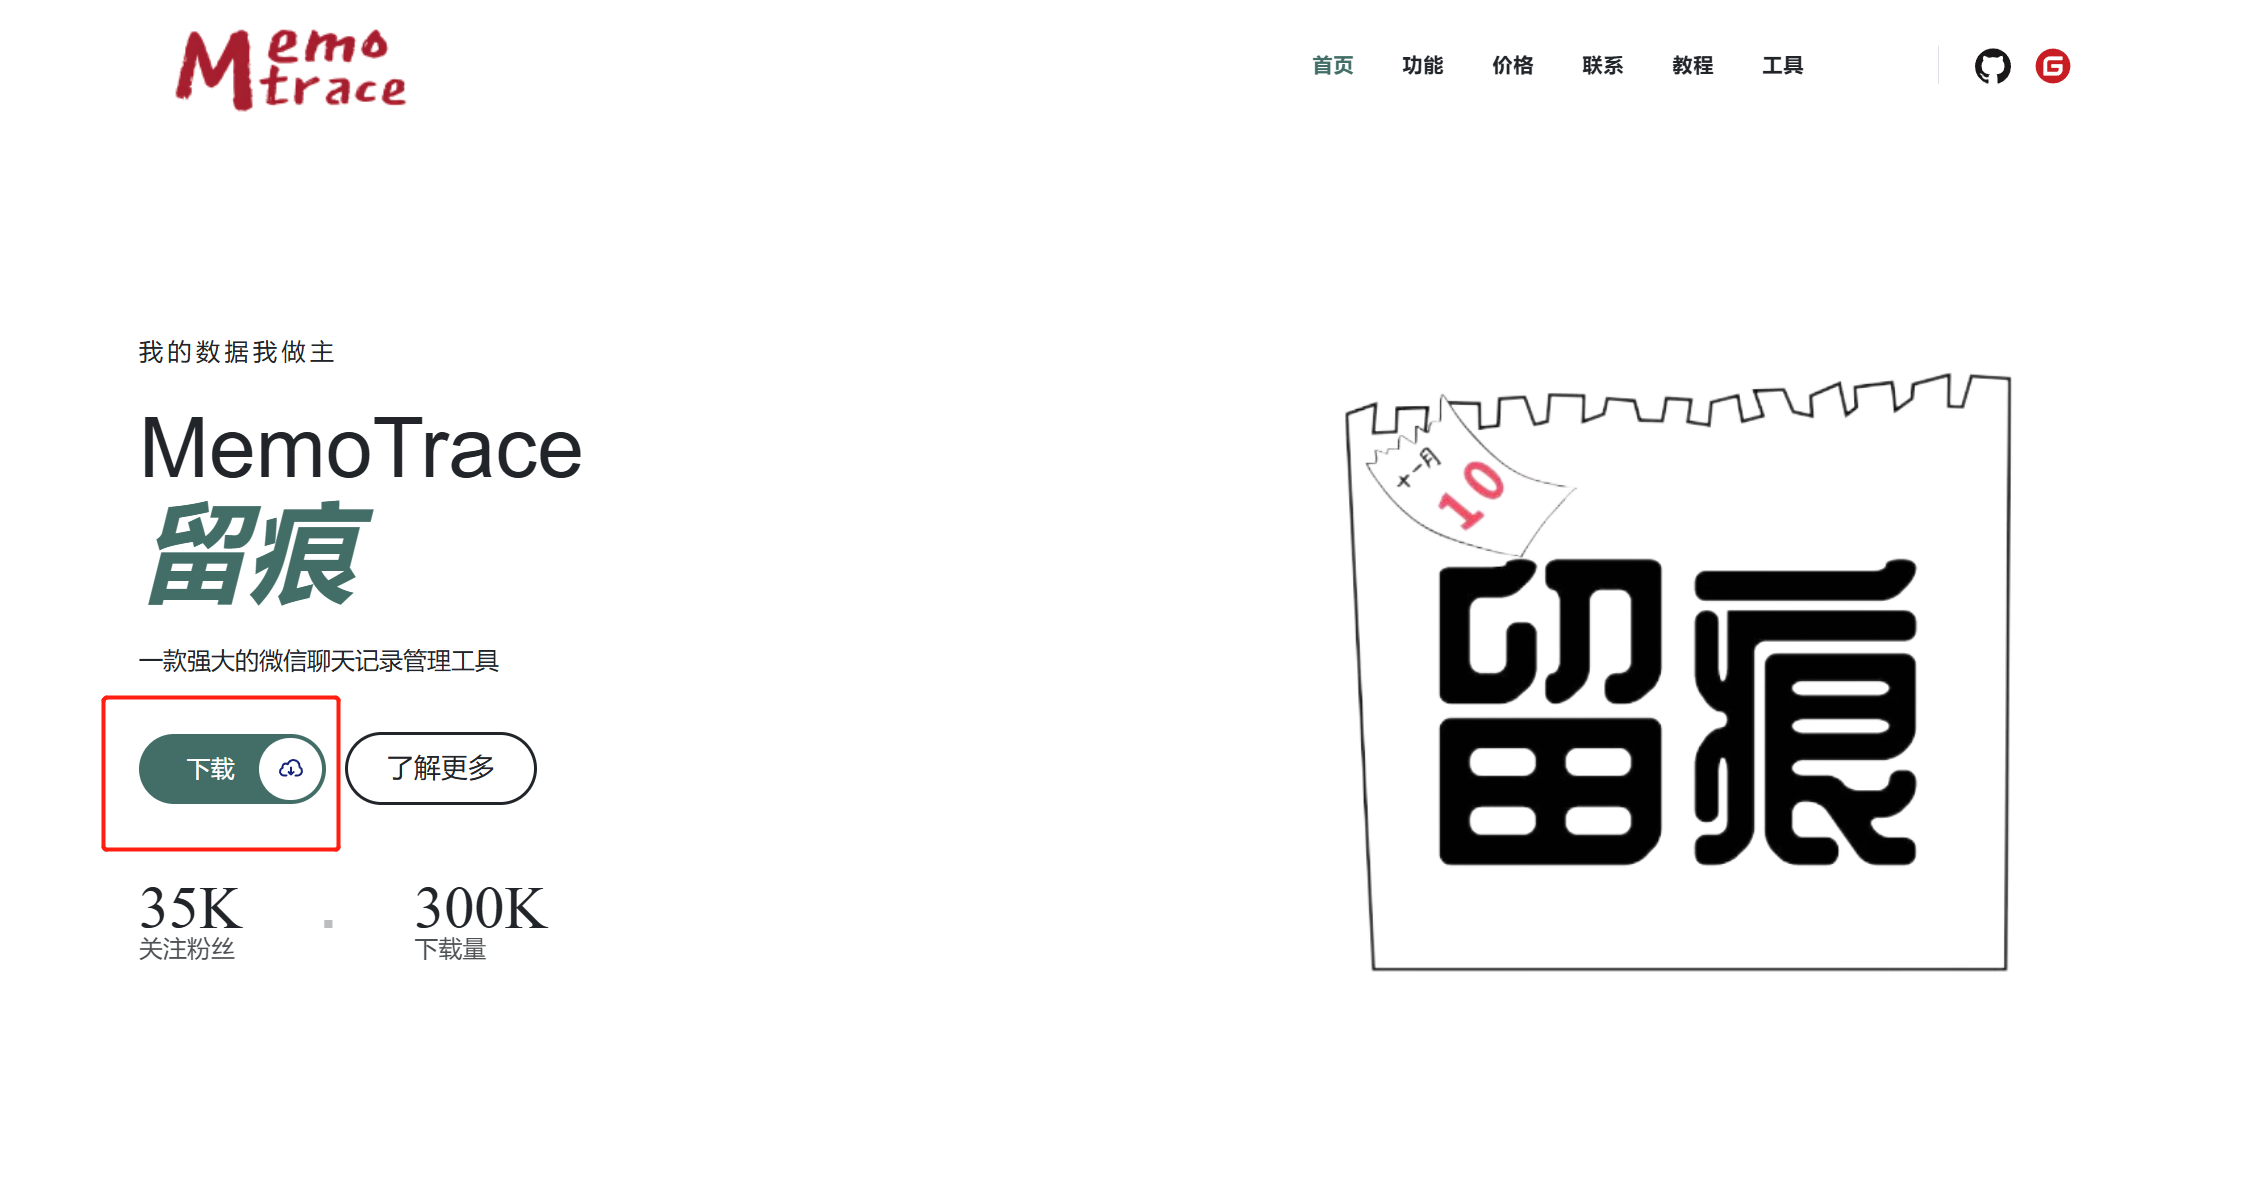 Memo
trace
首页 功能 价格 联系 教程 工具
我的数据我做主
MemoTrace
留痕
一款强大的微信聊天记录管理工具
下载 了解更多
35K 300K
关注粉丝 下载量
十一月
10
留痕